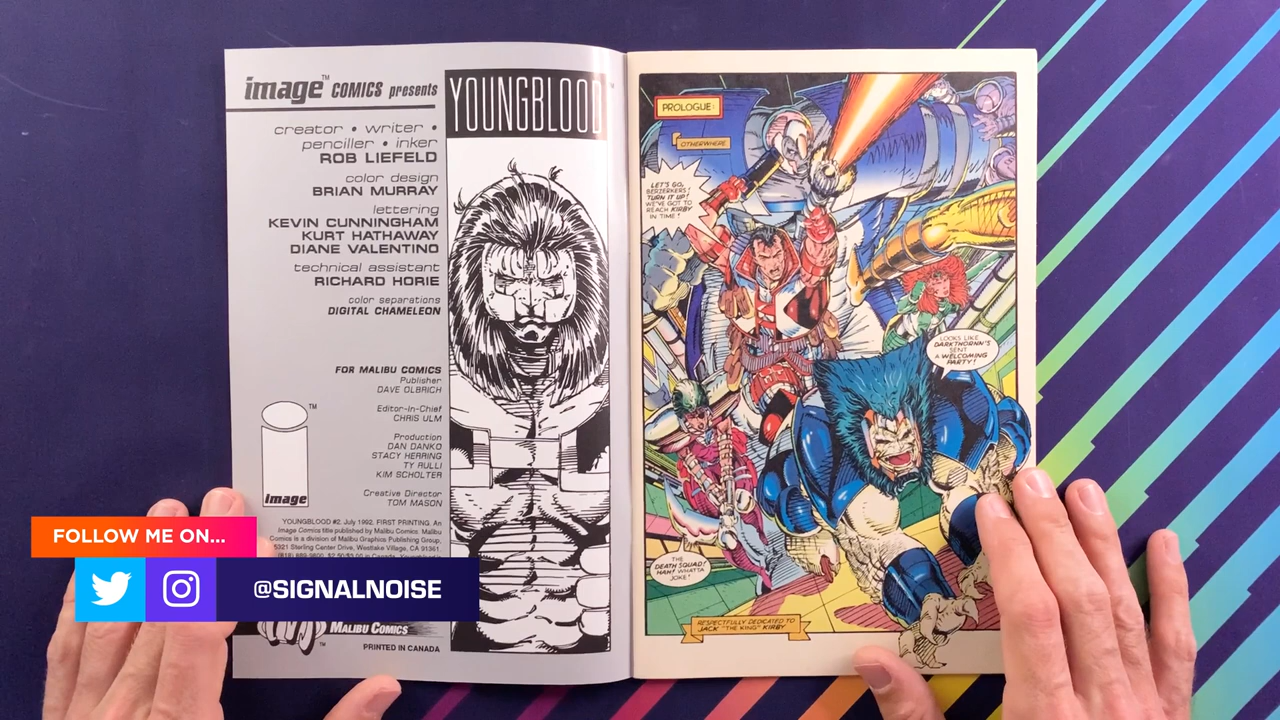 image™ COMICS presents
YOUNGBLOOD™
creator • writer •
penciller • inker
ROB LIEFELD
color design
BRIAN MURRAY
lettering
KEVIN CUNNINGHAM
KURT HATHAWAY
DIANE VALENTINO
technical assistant
RICHARD HORIE
color separations
DIGITAL CHAMELEON
FOR MALIBU COMICS
Publisher
DAVE OLBRICH
Editor-In-Chief
CHRIS ULM
Production
DAN DANKO
STACY HERRING
TY RULLI
KIM SCHOLTER
Creative Director
TOM MASON
TM
Image
YOUNGBLOOD #2. July 1992. FIRST PRINTING. An
Image Comics title published by Malibu Comics. Malibu
Comics is a division of Malibu Graphics Publishing Group,
5321 Sterling Center Drive, Westlake Village, CA 91361.
MALIBU COMICS™
PRINTED IN CANADA
PROLOGUE:
OTHERWHERE.
LET'S GO,
BERZERKERS!
TURN IT UP!
WE'VE GOT TO
REACH KIRBY
IN TIME!
LOOKS LIKE
DARKTHORNN'S
SENT
A WELCOMING
PARTY!
THE
DEATH SQUAD!
HAH! WHATTA
JOKE!
RESPECTFULLY DEDICATED TO
JACK "THE KING" KIRBY
FOLLOW ME ON...
@SIGNALNOISE